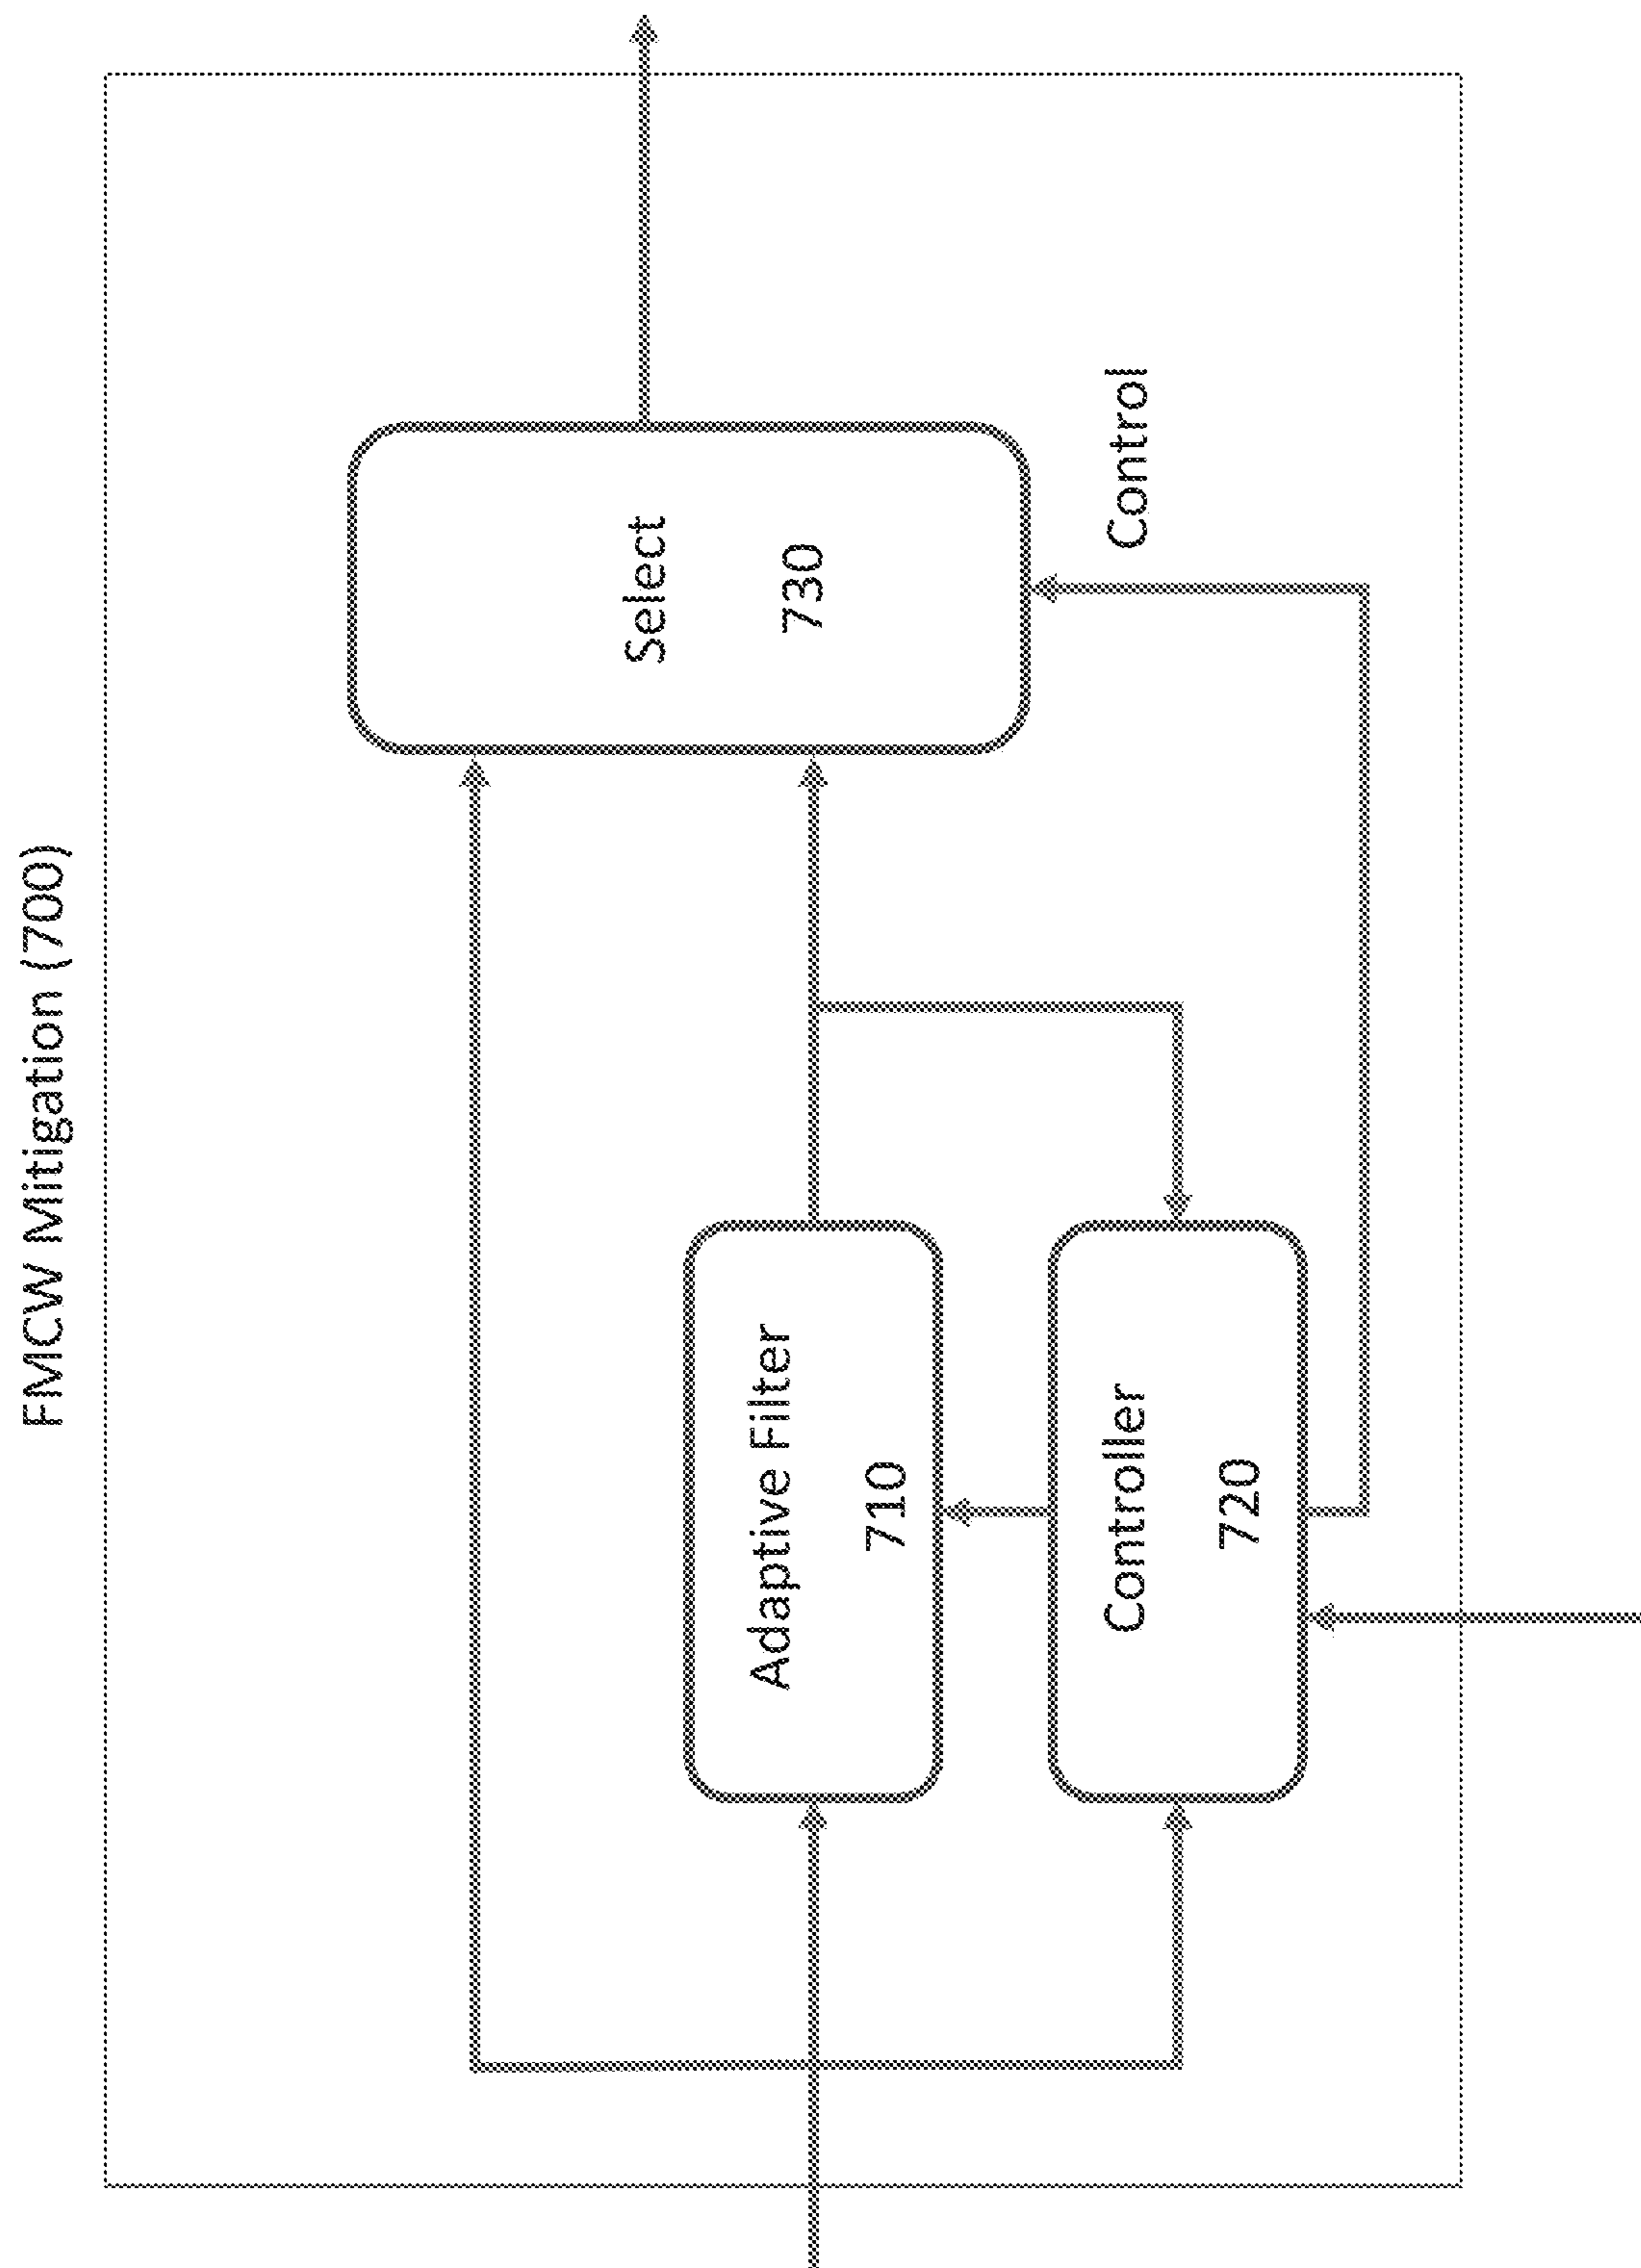 FMCW Mitigation (700)
Select
730
Adaptive Filter
710
Controller
720
Control